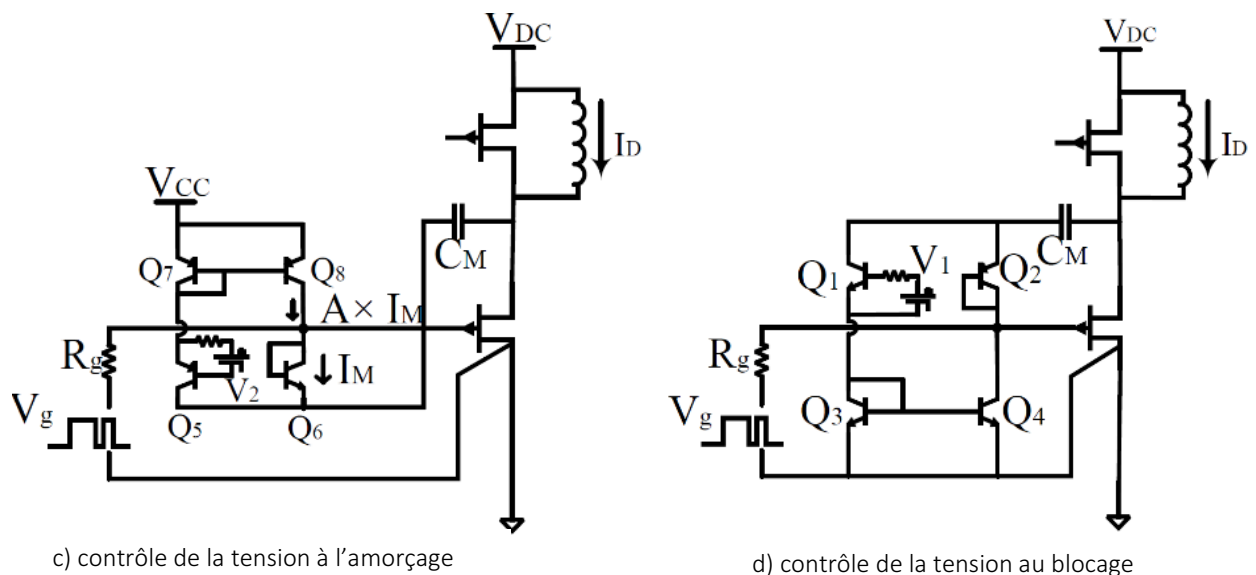 VDC
ID
VCC
CM
Q7
Q8
A × IM
Rg
V2
IM
Vg
Q5
Q6
c) contrôle de la tension à l’amorçage
VDC
ID
CM
Q1
V1
Q2
Rg
Vg
Q3
Q4
d) contrôle de la tension au blocage